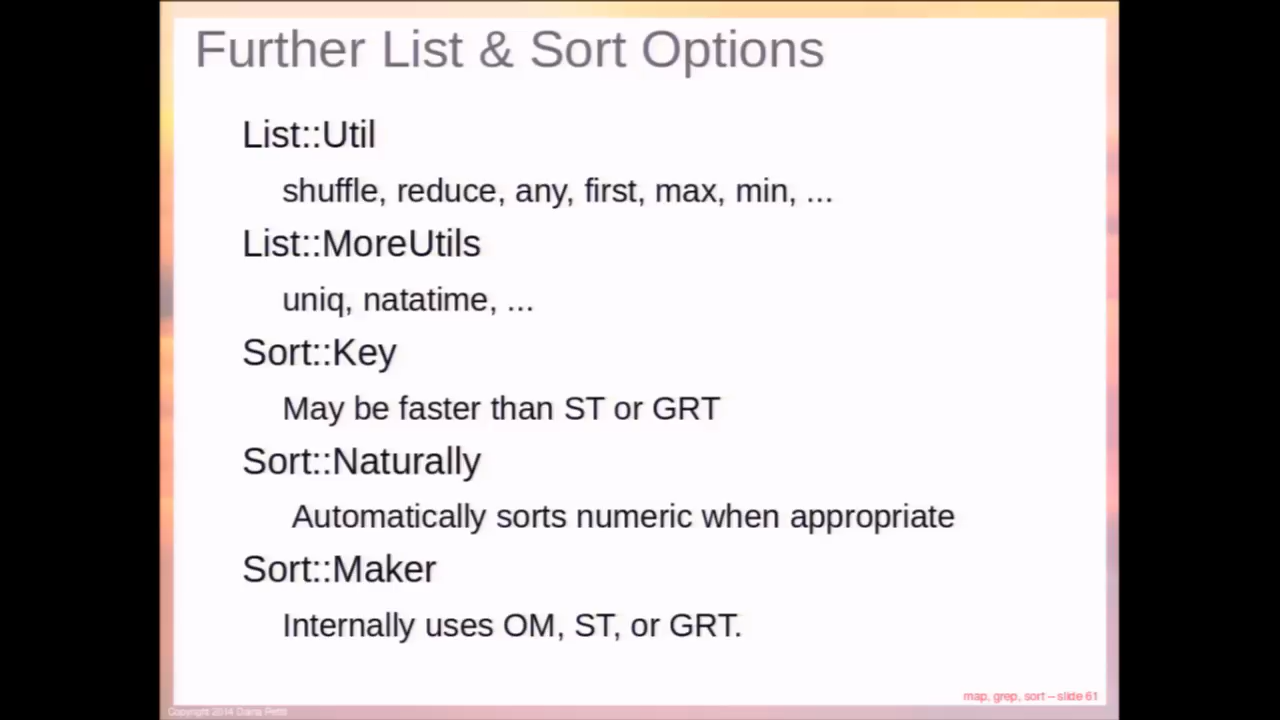 Further List & Sort Options
List::Util
shuffle, reduce, any, first, max, min, ...
List::MoreUtils
uniq, natatime, ...
Sort::Key
May be faster than ST or GRT
Sort::Naturally
Automatically sorts numeric when appropriate
Sort::Maker
Internally uses OM, ST, or GRT.
map, grep, sort – slide 61
Copyright 2014